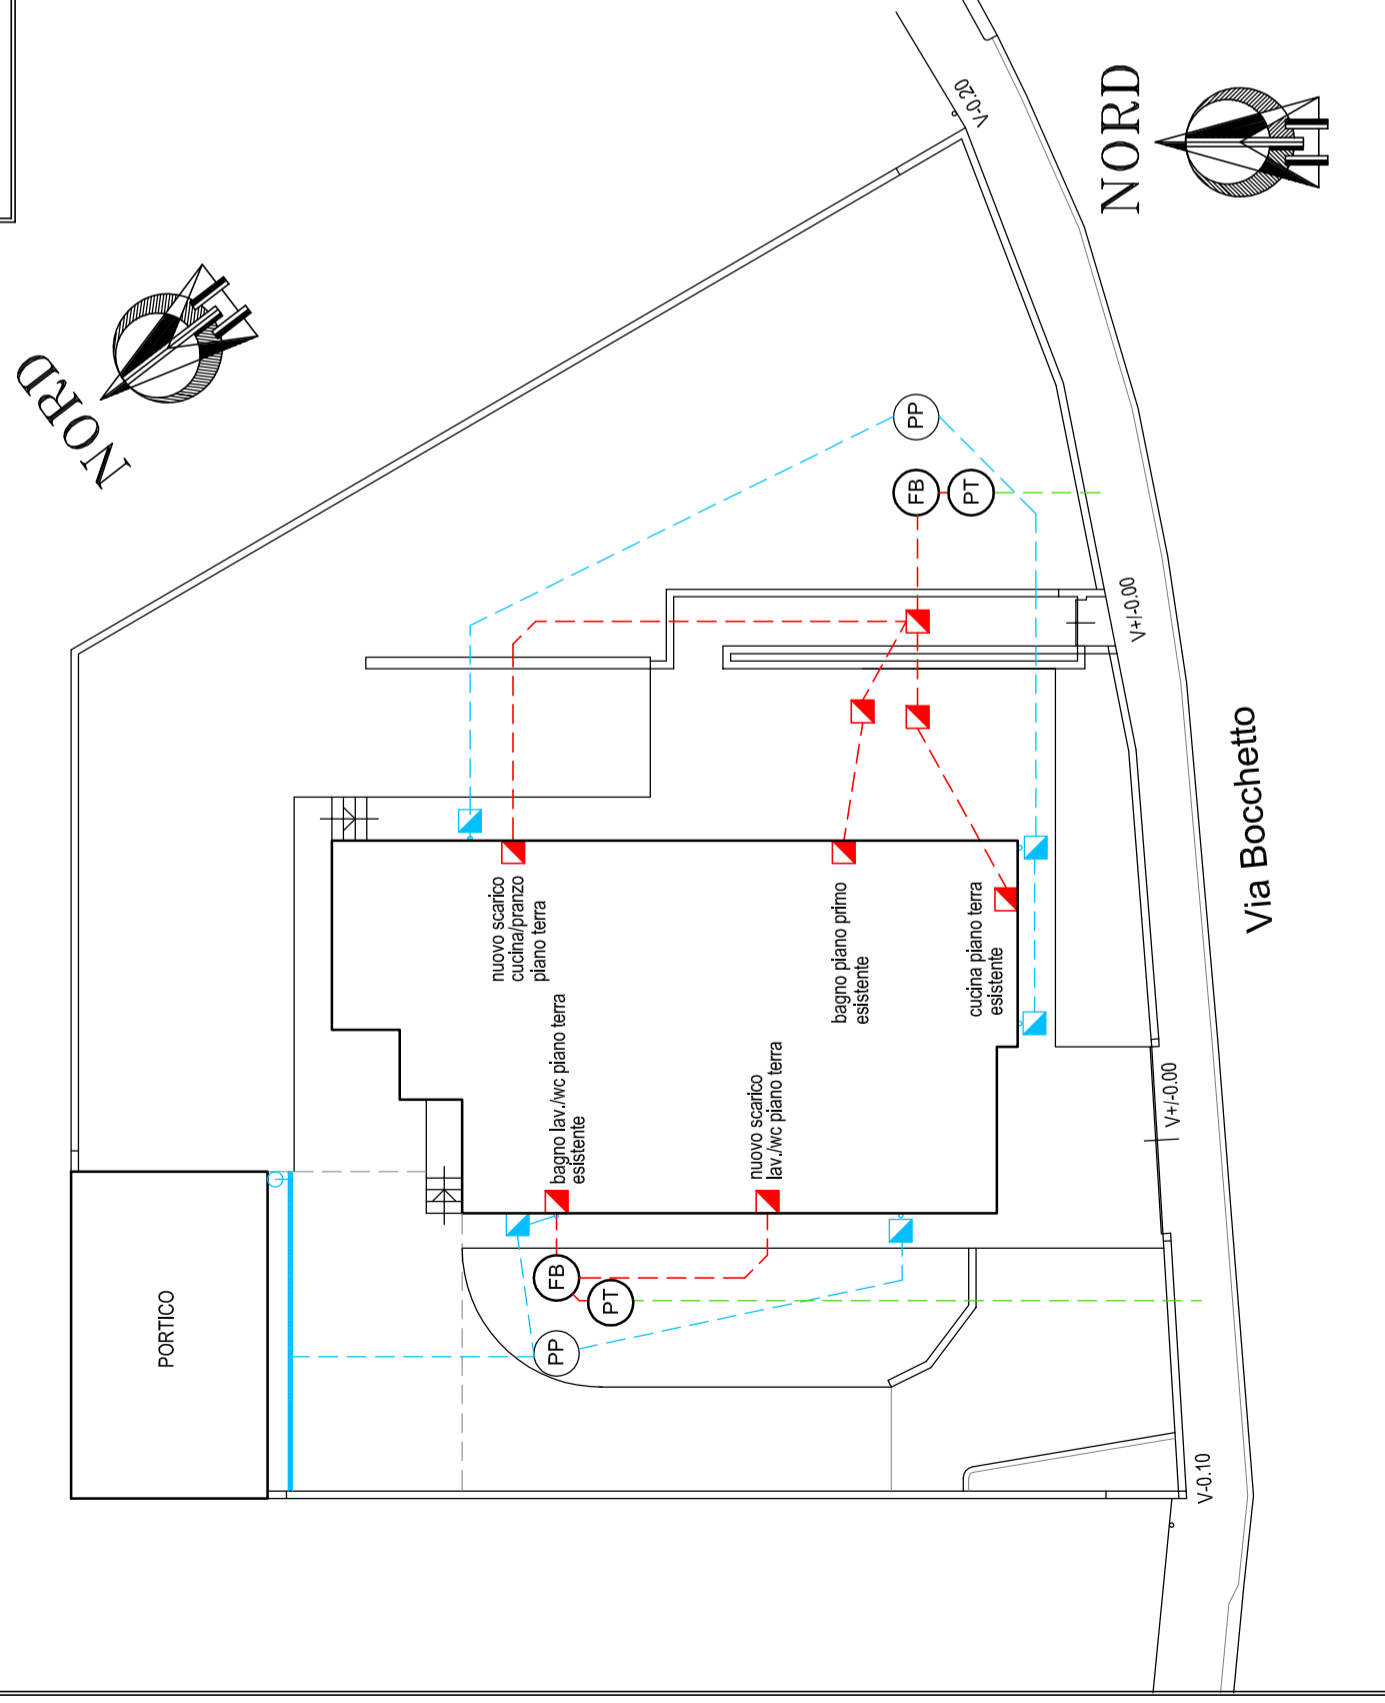 NORD
NORD
V-0.20
PP
FB
PT
V+/-0.00
Via Bocchetto
nuovo scarico
cucina/pranzo
piano terra
bagno piano primo
esistente
cucina piano terra
esistente
bagno lav./wc piano terra
esistente
nuovo scarico
lav./wc piano terra
V+/-0.00
PORTICO
FB
PT
PP
V-0.10